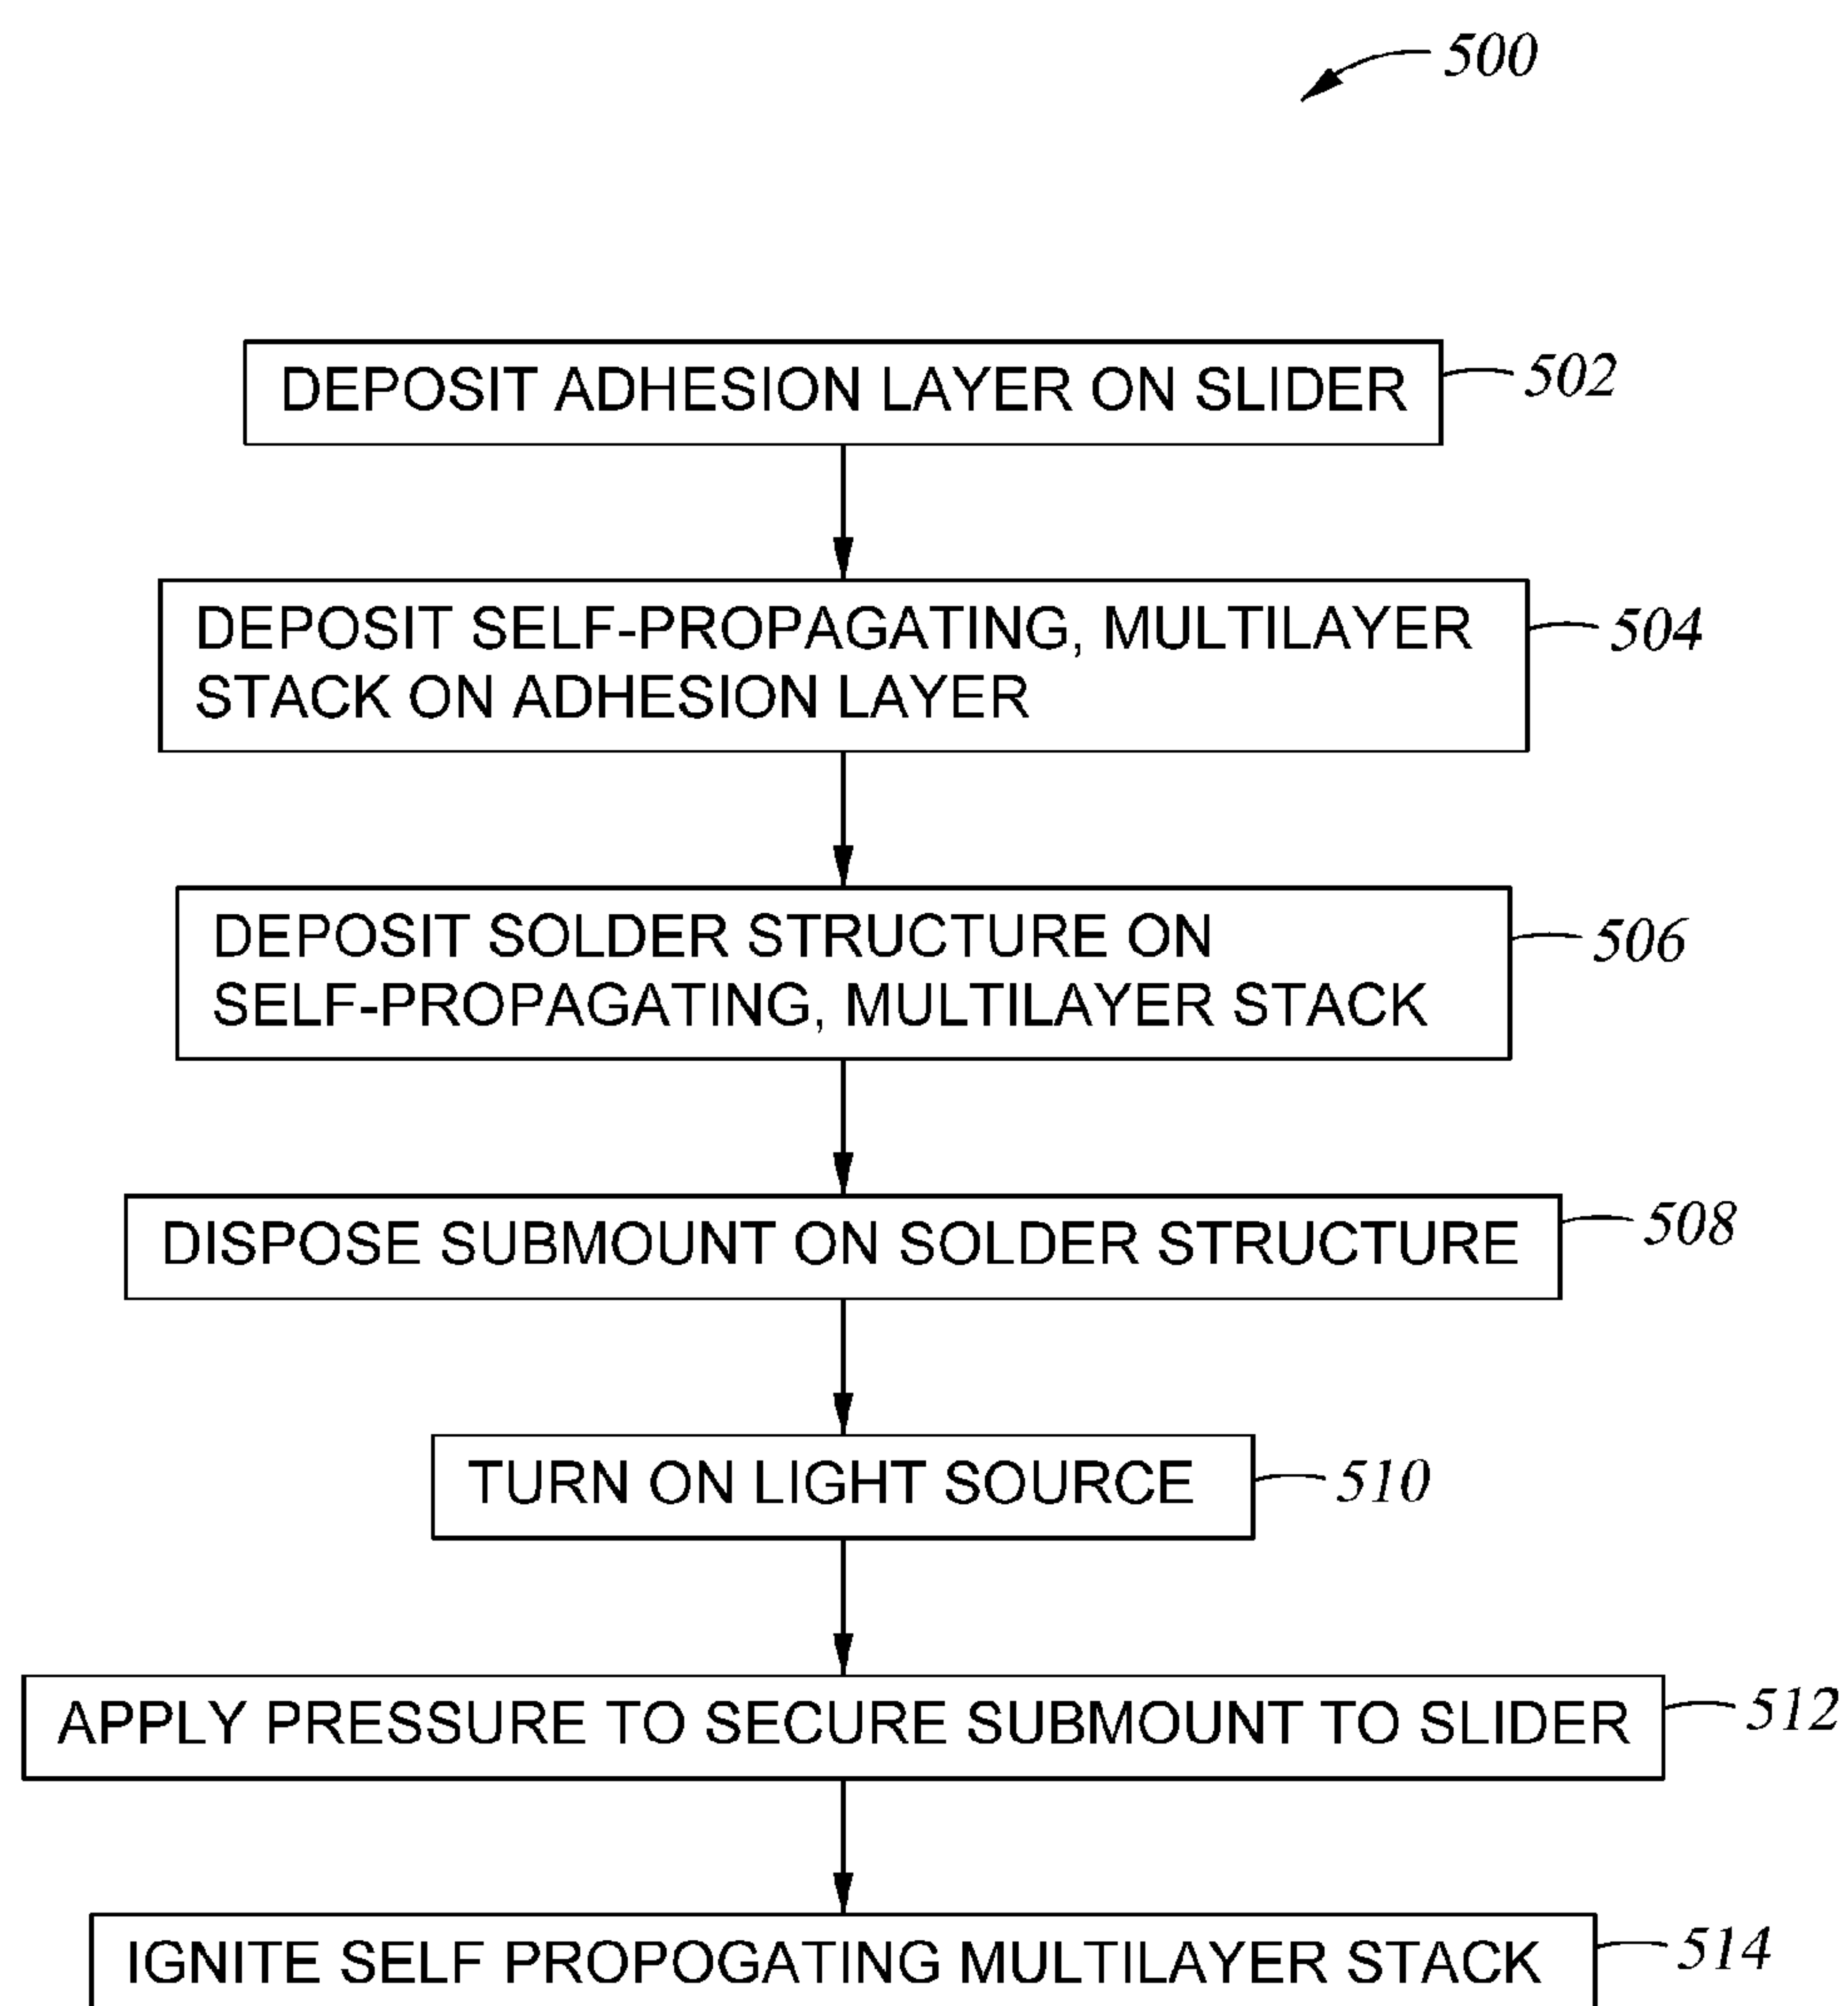 500
DEPOSIT ADHESION LAYER ON SLIDER
502
DEPOSIT SELF-PROPAGATING, MULTILAYER
STACK ON ADHESION LAYER
504
DEPOSIT SOLDER STRUCTURE ON
SELF-PROPAGATING, MULTILAYER STACK
506
DISPOSE SUBMOUNT ON SOLDER STRUCTURE
508
TURN ON LIGHT SOURCE
510
APPLY PRESSURE TO SECURE SUBMOUNT TO SLIDER
512
IGNITE SELF PROPOGATING MULTILAYER STACK
514